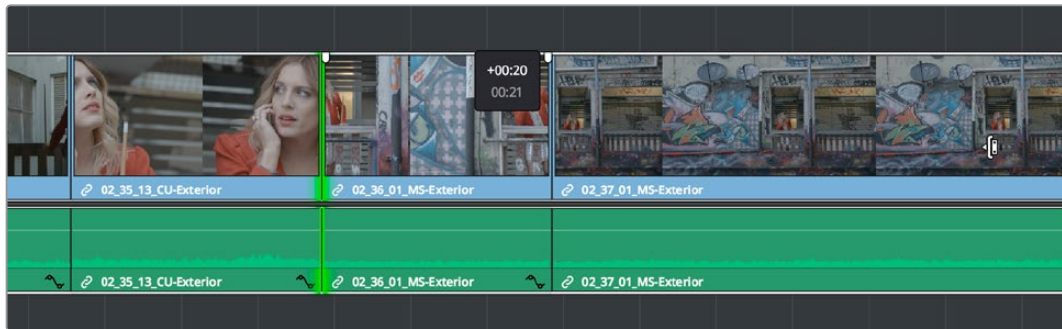 +00:20
00:21
02_35_13_CU-Exterior
02_36_01_MS-Exterior
02_37_01_MS-Exterior
02_35_13_CU-Exterior
02_36_01_MS-Exterior
02_37_01_MS-Exterior